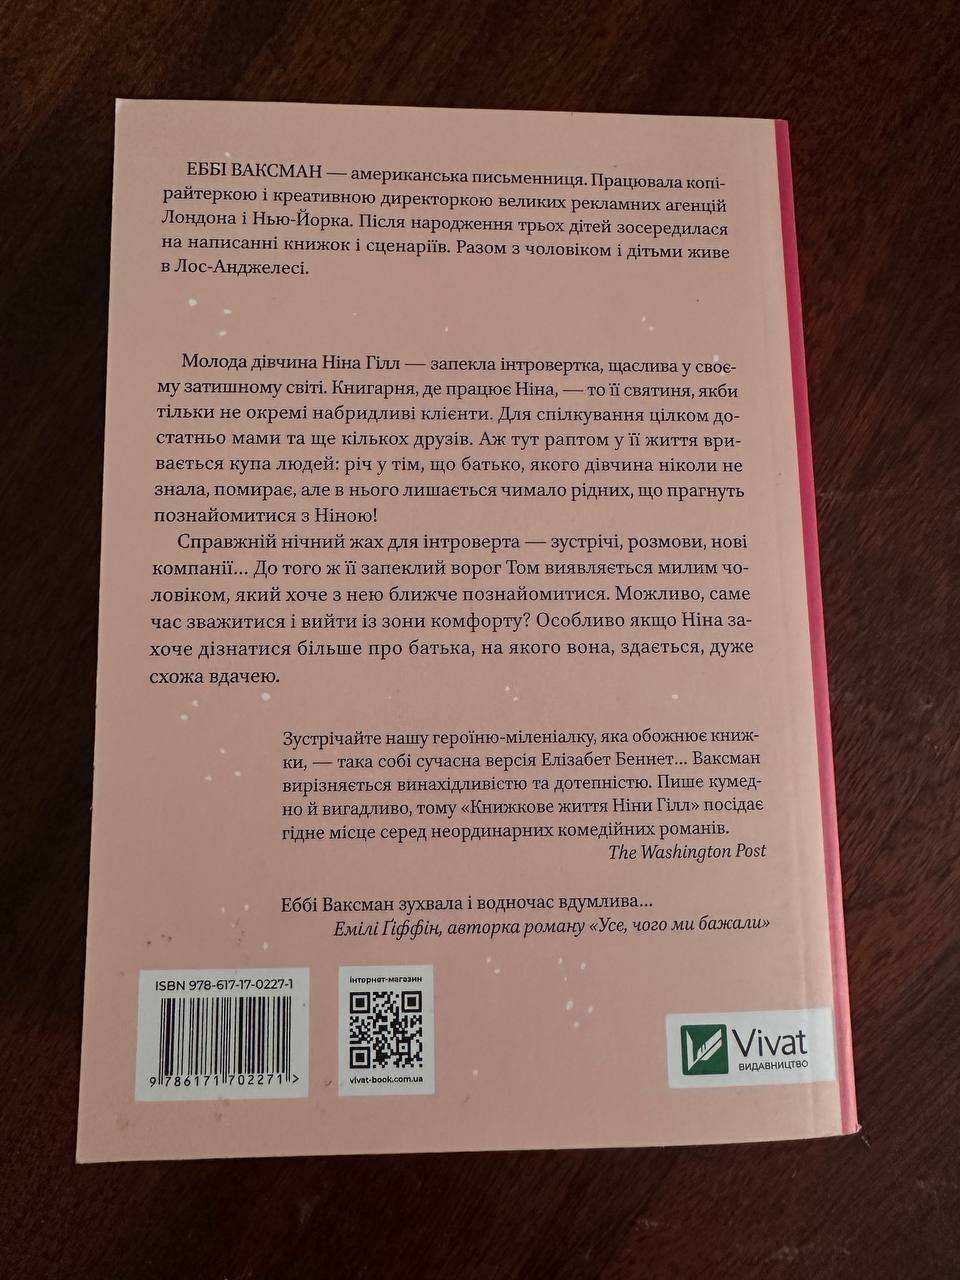 ЕББІ ВАКСМАН — американська письменниця. Працювала копі-
райтеркою і креативною директоркою великих рекламних агенцій
Лондона і Нью-Йорка. Після народження трьох дітей зосередилася
на написанні книжок і сценаріїв. Разом з чоловіком і дітьми живе
в Лос-Анджелесі.
Молода дівчина Ніна Гілл — запекла інтровертка, щаслива у своє-
му затишному світі. Книгарня, де працює Ніна, — то її святиня, якби
тільки не окремі набридливі клієнти. Для спілкування цілком до-
статньо мами та ще кількох друзів. Аж тут раптом у її життя ври-
вається купа людей: річ у тім, що батько, якого дівчина ніколи не
знала, помирає, але в нього лишається чимало рідних, що прагнуть
познайомитися з Ніною!
Справжній нічний жах для інтроверта — зустрічі, розмови, нові
компанії... До того ж її запеклий ворог Том виявляється милим чо-
ловіком, який хоче з нею ближче познайомитися. Можливо, саме
час зважитися і вийти із зони комфорту? Особливо якщо Ніна за-
хоче дізнатися більше про батька, на якого вона, здається, дуже
схожа вдачею.
Зустрічайте нашу героїню-міленіалку, яка обожнює книж-
ки, — така собі сучасна версія Елізабет Беннет... Ваксман
вирізняється винахідливістю та дотепністю. Пише кумед-
но й вигадливо, тому «Книжкове життя Ніни Гілл» посідає
гідне місце серед неординарних комедійних романів.
The Washington Post
Еббі Ваксман зухвала і водночас вдумлива...
Емілі Ґіффін, авторка роману «Усе, чого ми бажали»
ISBN 978-617-17-0227-1
9 786171 702271 >
інтернет-магазин
vivat-book.com.ua
Vivat
ВИДАВНИЦТВО